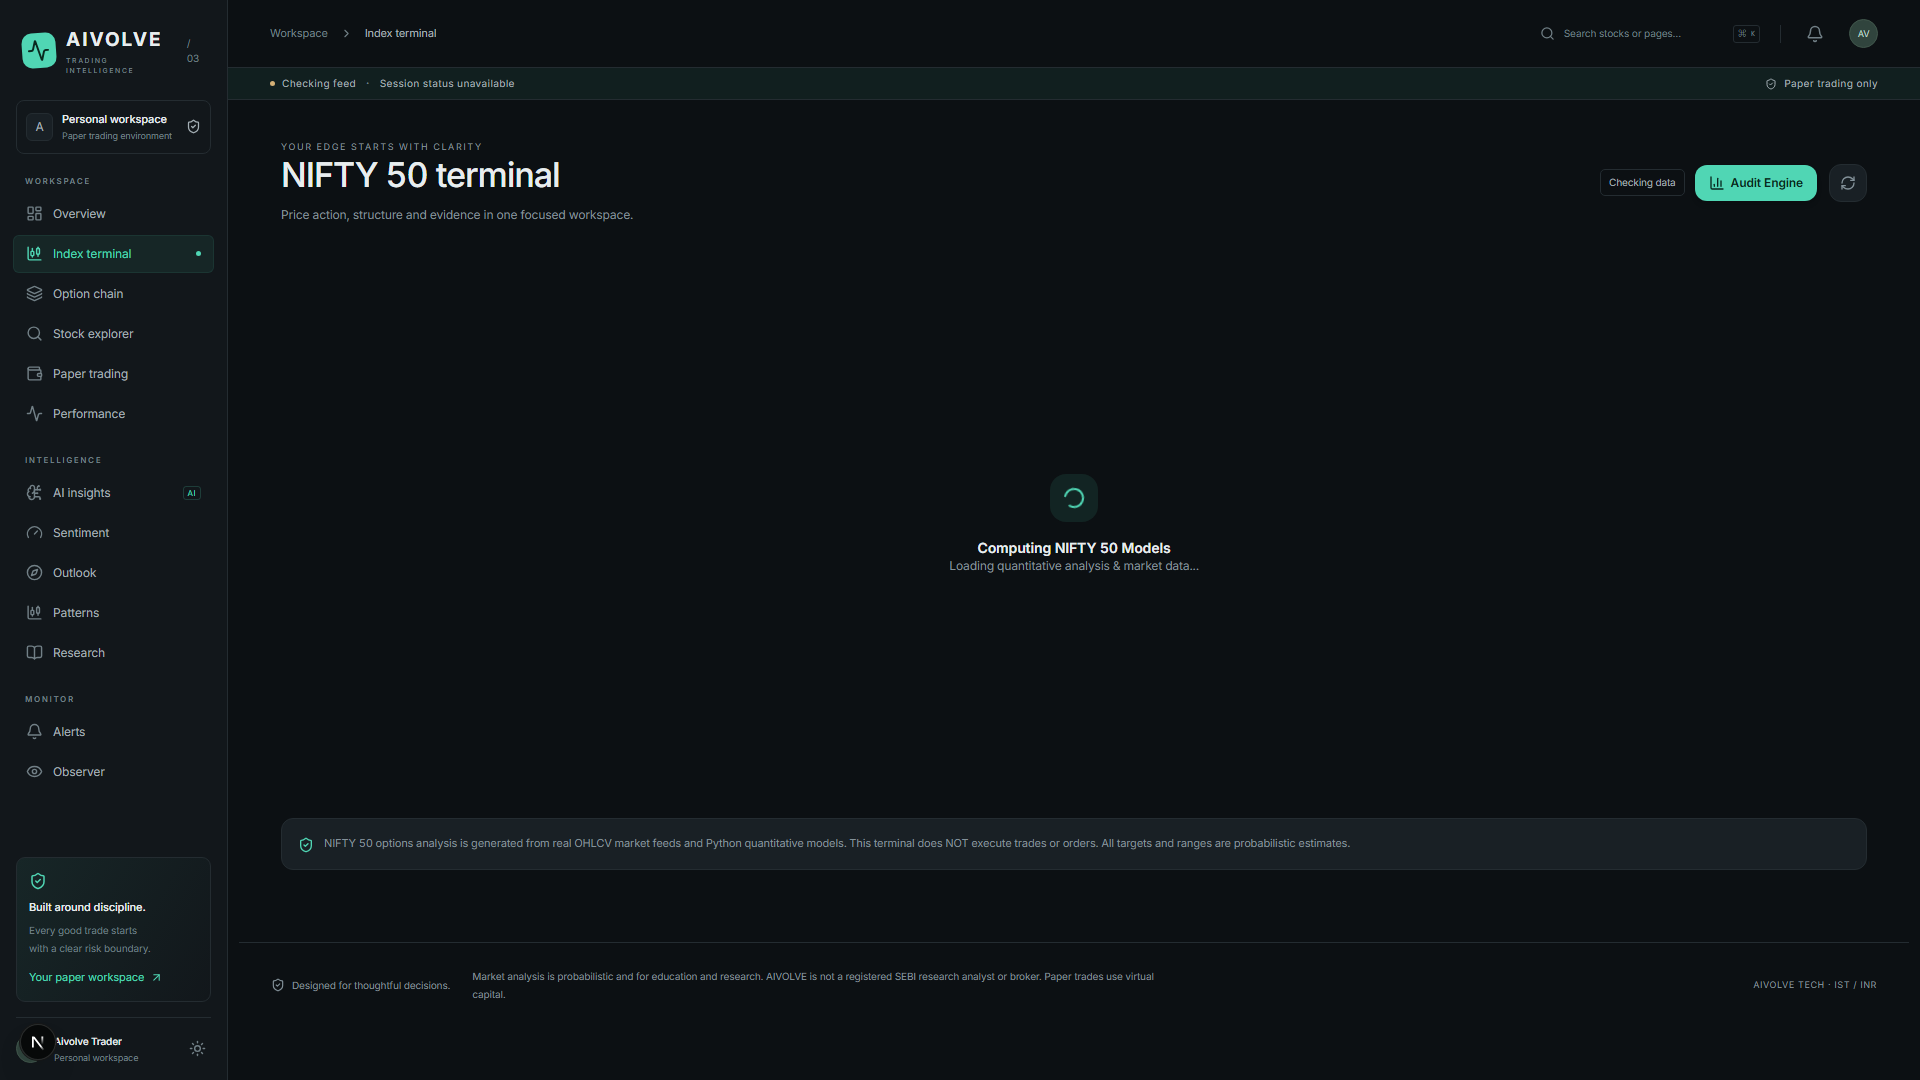 AIVOLVE
TRADING
INTELLIGENCE
/
03
A
Personal workspace
Paper trading environment
WORKSPACE
Overview
Index terminal
Option chain
Stock explorer
Paper trading
Performance
INTELLIGENCE
AI insights
AI
Sentiment
Outlook
Patterns
Research
MONITOR
Alerts
Observer
Built around discipline.
Every good trade starts
with a clear risk boundary.
Your paper workspace
N
Aivolve Trader
Personal workspace
Workspace
Index terminal
Search stocks or pages...
⌘ K
AV
Checking feed · Session status unavailable
Paper trading only
YOUR EDGE STARTS WITH CLARITY
NIFTY 50 terminal
Price action, structure and evidence in one focused workspace.
Checking data
Audit Engine
Computing NIFTY 50 Models
Loading quantitative analysis & market data...
NIFTY 50 options analysis is generated from real OHLCV market feeds and Python quantitative models. This terminal does NOT execute trades or orders. All targets and ranges are probabilistic estimates.
Designed for thoughtful decisions.
Market analysis is probabilistic and for education and research. AIVOLVE is not a registered SEBI research analyst or broker. Paper trades use virtual
capital.
AIVOLVE TECH · IST / INR